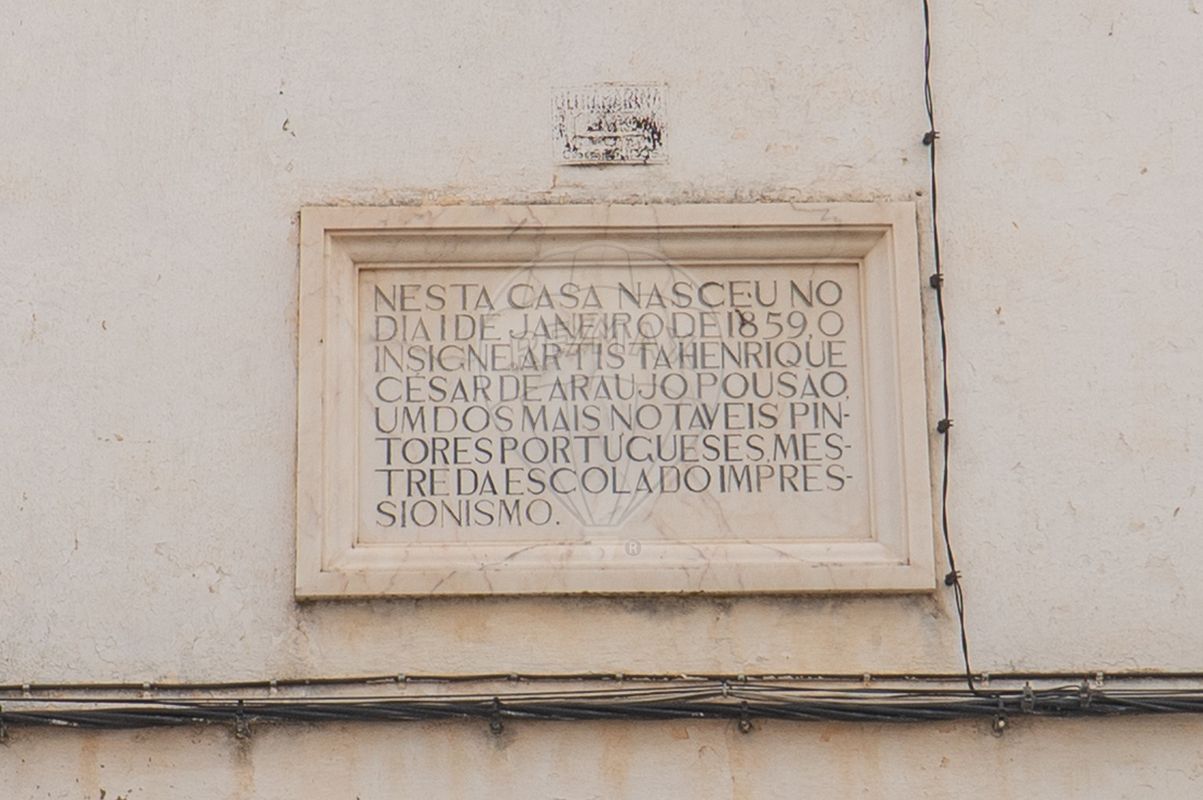 ULTRAMARINA
NESTA CASA NASCEU NO
DIA 1 DE JANEIRO DE 1859, O
INSIGNE ARTISTA HENRIQUE
CÉSAR DE ARAUJO POUSÃO,
UM DOS MAIS NOTAVEIS PIN-
TORES PORTUGUESES, MES-
TRE DA ESCOLA DO IMPRES-
SIONISMO.
®